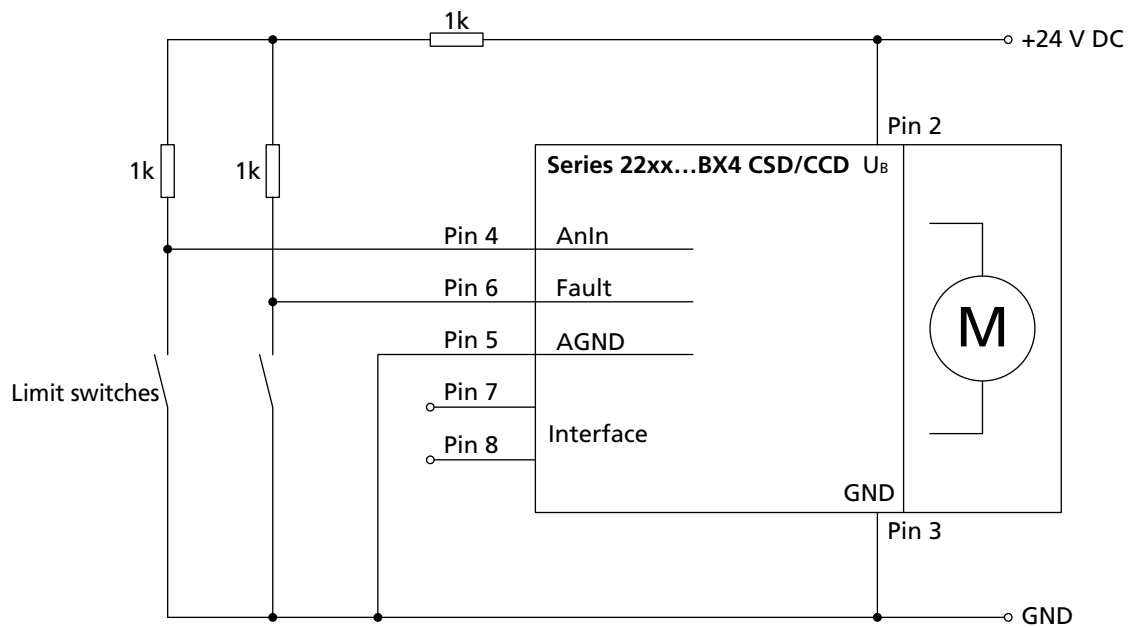 1k
+24 V DC
Pin 2
1k
1k
Series 22xx…BX4 CSD/CCD UB
Pin 4 AnIn
Pin 6 Fault
Pin 5 AGND
M
Limit switches
Pin 7
Interface
Pin 8
GND
Pin 3
GND